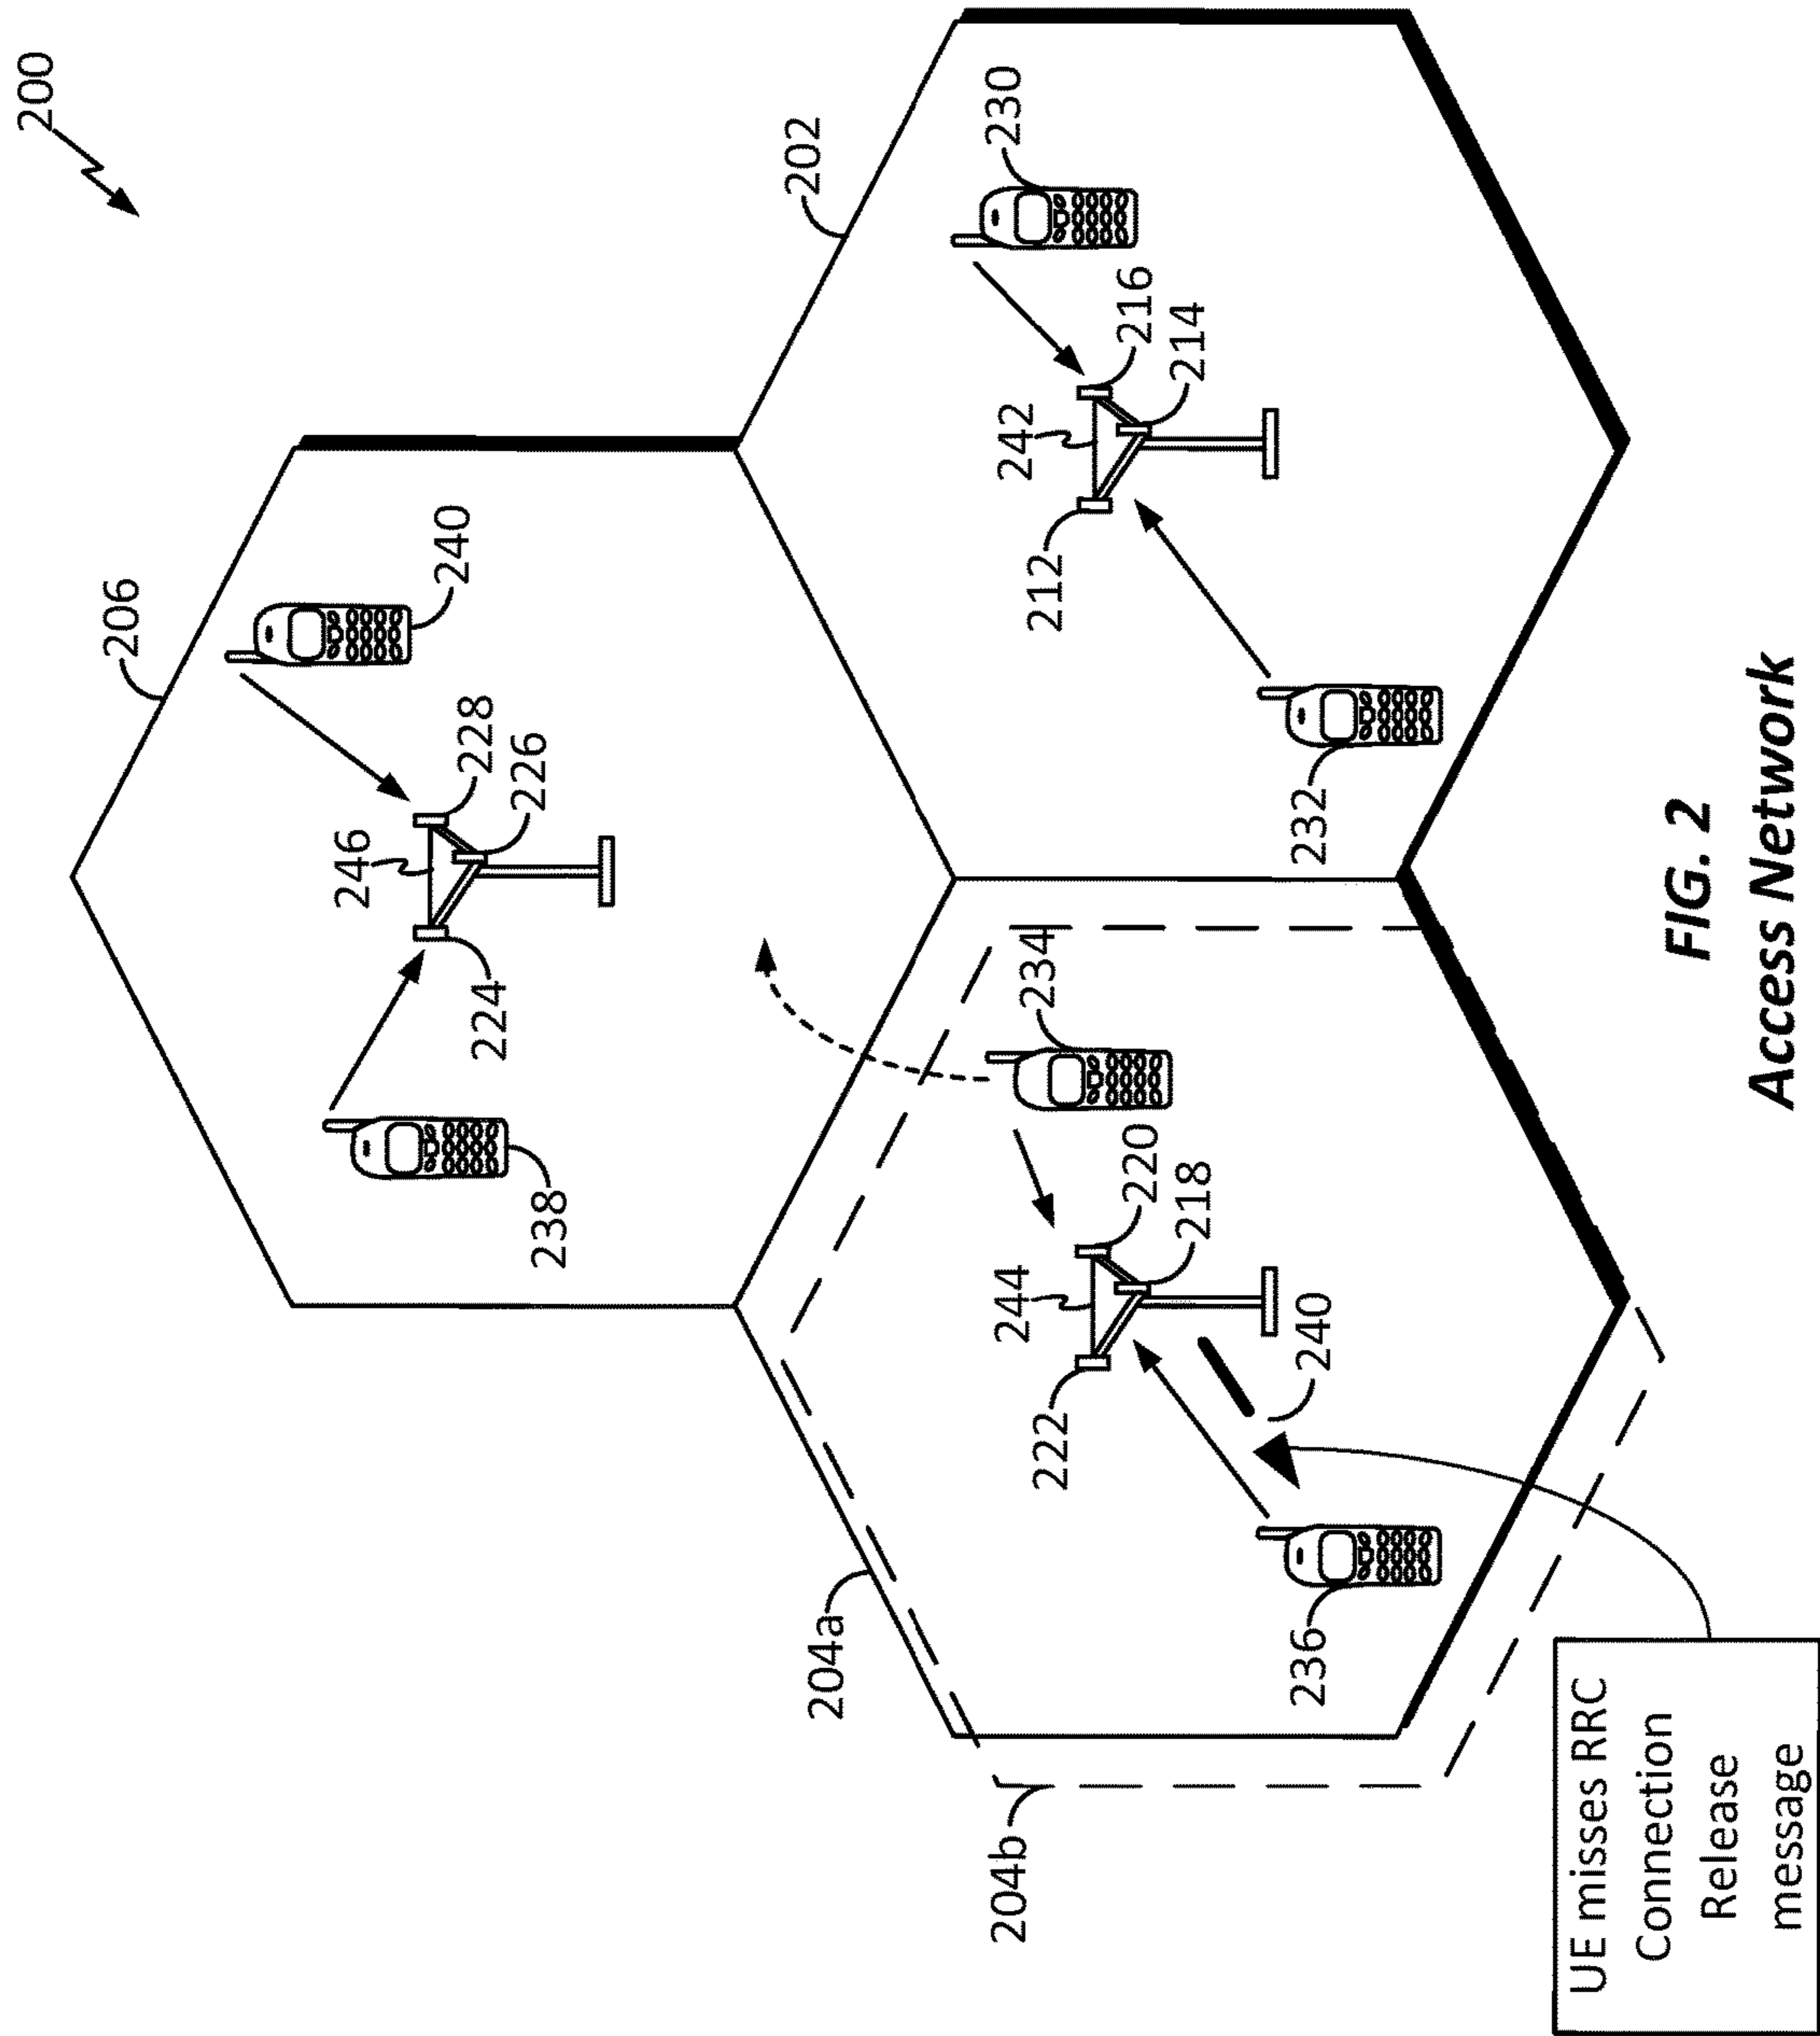 200
206
240
228
226
246
224
238
202
230
216
214
242
212
232
234
220
218
244
222
240
236
204a
204b
UE misses RRC
Connection
Release
message
FIG. 2
Access Network